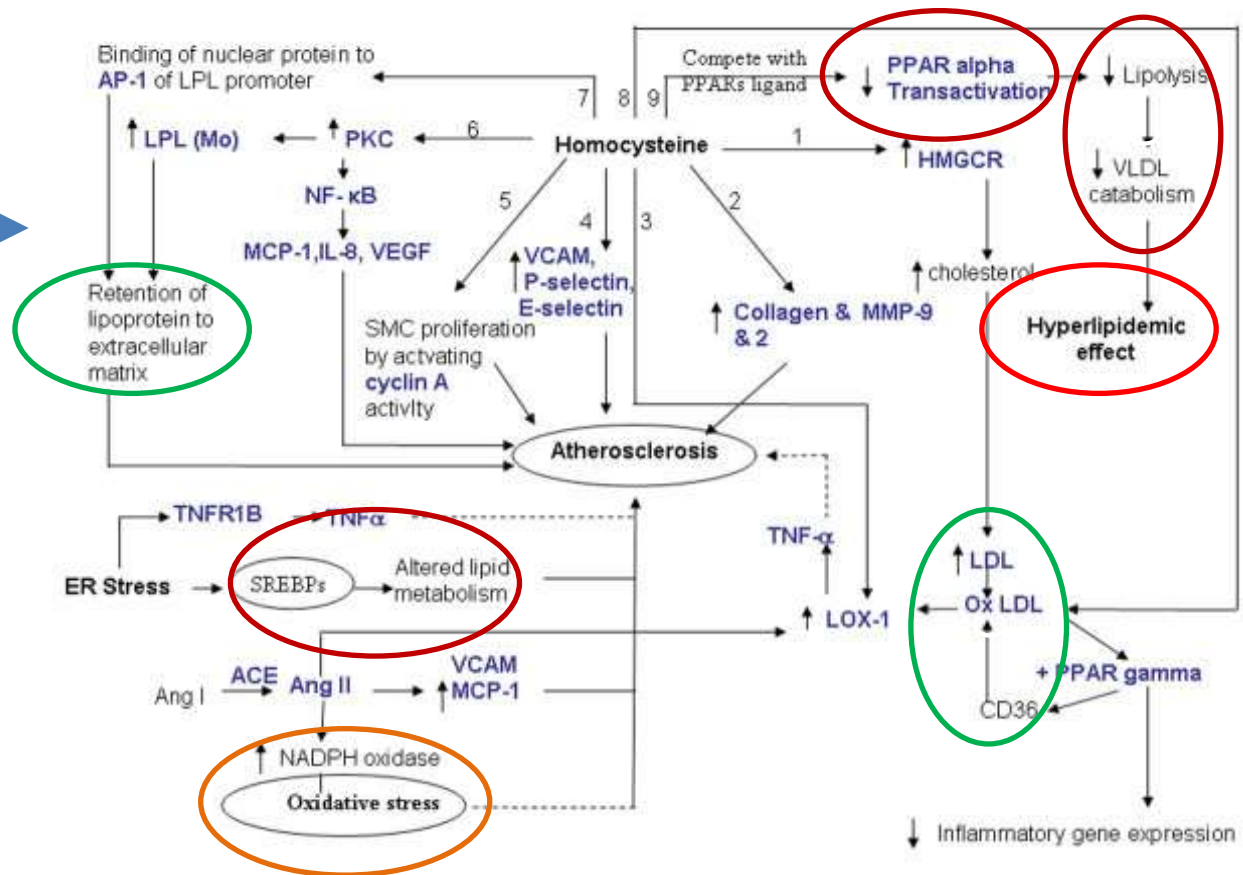 Binding of nuclear protein to
AP-1 of LPL promoter
7
8
9
Compete with
PPARs ligand
↓ PPAR alpha
↓ Transactivation
↓ Lipolysis
↑ LPL (Mo)
↑ PKC
6
Homocysteine
1
↑ HMGCR
↓ VLDL
catabolism
NF- κB
5
4
3
2
MCP-1,IL-8, VEGF
↑ VCAM,
P-selectin,
E-selectin
↑ cholesterol
Retention of
lipoprotein to
extracellular
matrix
SMC proliferation
by actvating
cyclin A
activity
↑ Collagen & MMP-9
& 2
Hyperlipidemic
effect
Atherosclerosis
TNFR1B
TNFα
TNF-α
ER Stress
SREBPs
Altered lipid
metabolism
↑ LDL
Ox LDL
↑ LOX-1
Ang I
ACE
Ang II
↑ VCAM
MCP-1
+ PPAR gamma
CD36
↑ NADPH oxidase
Oxidative stress
↓ Inflammatory gene expression